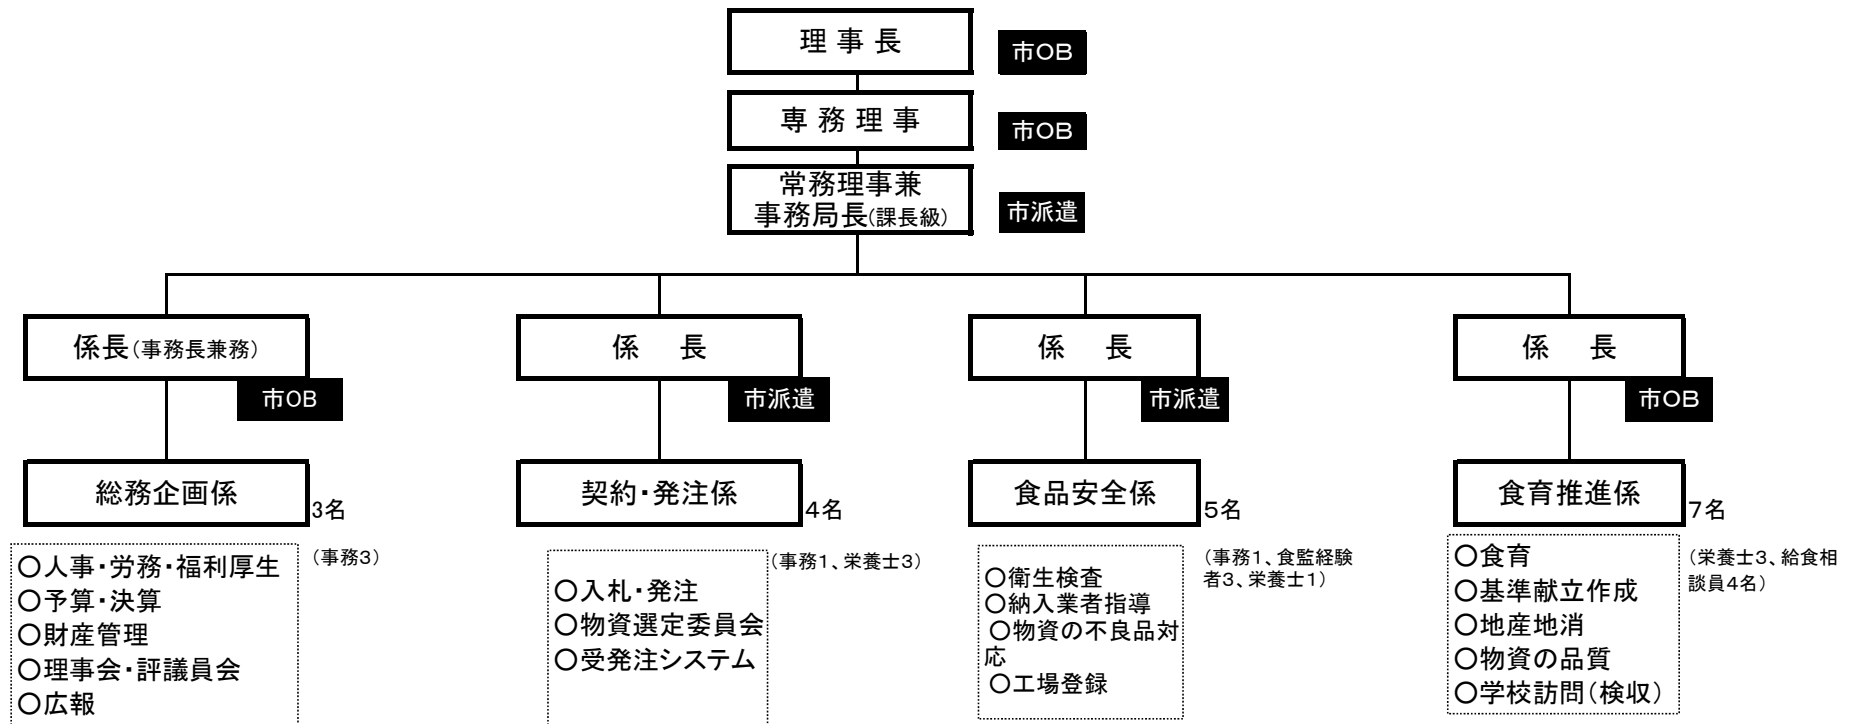 理事長
市OB
専務理事
市OB
常務理事兼
事務局長(課長級)
市派遣
係長(事務長兼務)
市OB
係 長
市派遣
係 長
市派遣
係 長
市OB
総務企画係
3名
契約・発注係
4名
食品安全係
5名
食育推進係
7名
(事務3)
○人事・労務・福利厚生
○予算・決算
○財産管理
○理事会・評議員会
○広報
(事務1、栄養士3)
○入札・発注
○物資選定委員会
○受発注システム
(事務1、食監経験
者3、栄養士1)
○衛生検査
○納入業者指導
○物資の不良品対
応
○工場登録
(栄養士3、給食相
談員4名)
○食育
○基準献立作成
○地産地消
○物資の品質
○学校訪問(検収)